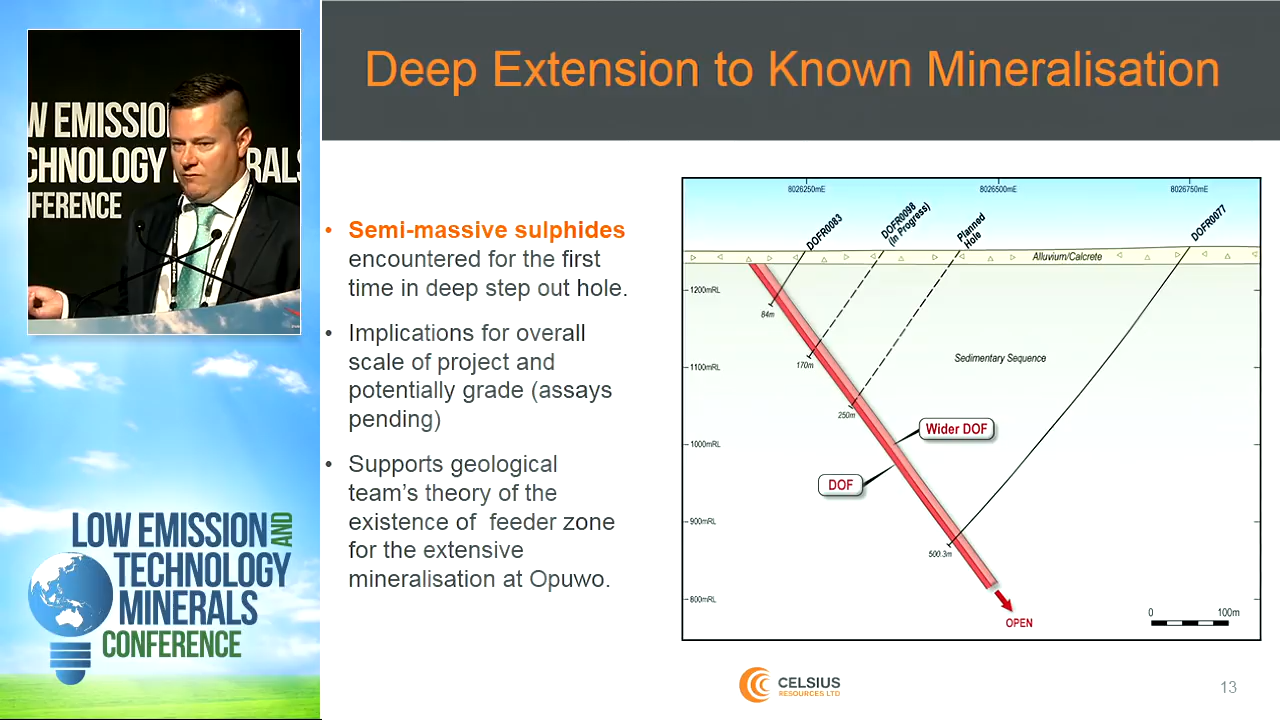 Deep Extension to Known Mineralisation
W EMISSIO
CHNOLOGY
RALS
NFERENCE
• Semi-massive sulphides
encountered for the first
time in deep step out hole.
• Implications for overall
scale of project and
potentially grade (assays
pending)
• Supports geological
team’s theory of the
existence of feeder zone
for the extensive
mineralisation at Opuwo.
8026250mE
8026500mE
8026750mE
DOFR0083
DOFR0098
(In Progress)
Planned
Hole
DOFR0077
Alluvium/Calcrete
1200mRL
84m
Sedimentary Sequence
170m
1100mRL
250m
Wider DOF
1000mRL
DOF
900mRL
500.3m
800mRL
OPEN
0 100m
LOW EMISSION AND
TECHNOLOGY
MINERALS
CONFERENCE
CELSIUS
RESOURCES LTD
13